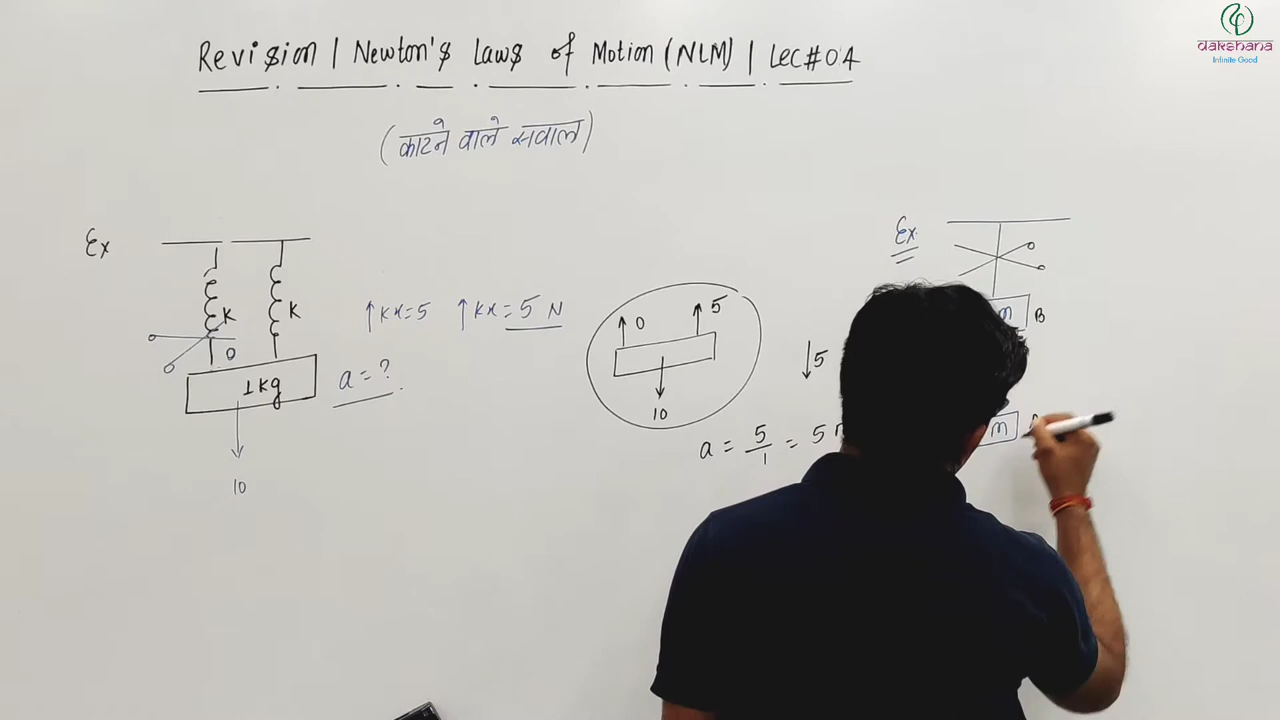 Revision | Newton's Laws of Motion (NLM) | Lec#04
(काटने वाले सवाल)
dakshana
Infinite Good
Ex
K
K
0
1kg
10
a = ?
↑kx=5 ↑kx=5 N
0
5
10
↓5
a = 5/1 = 5
Ex.
m
B
m